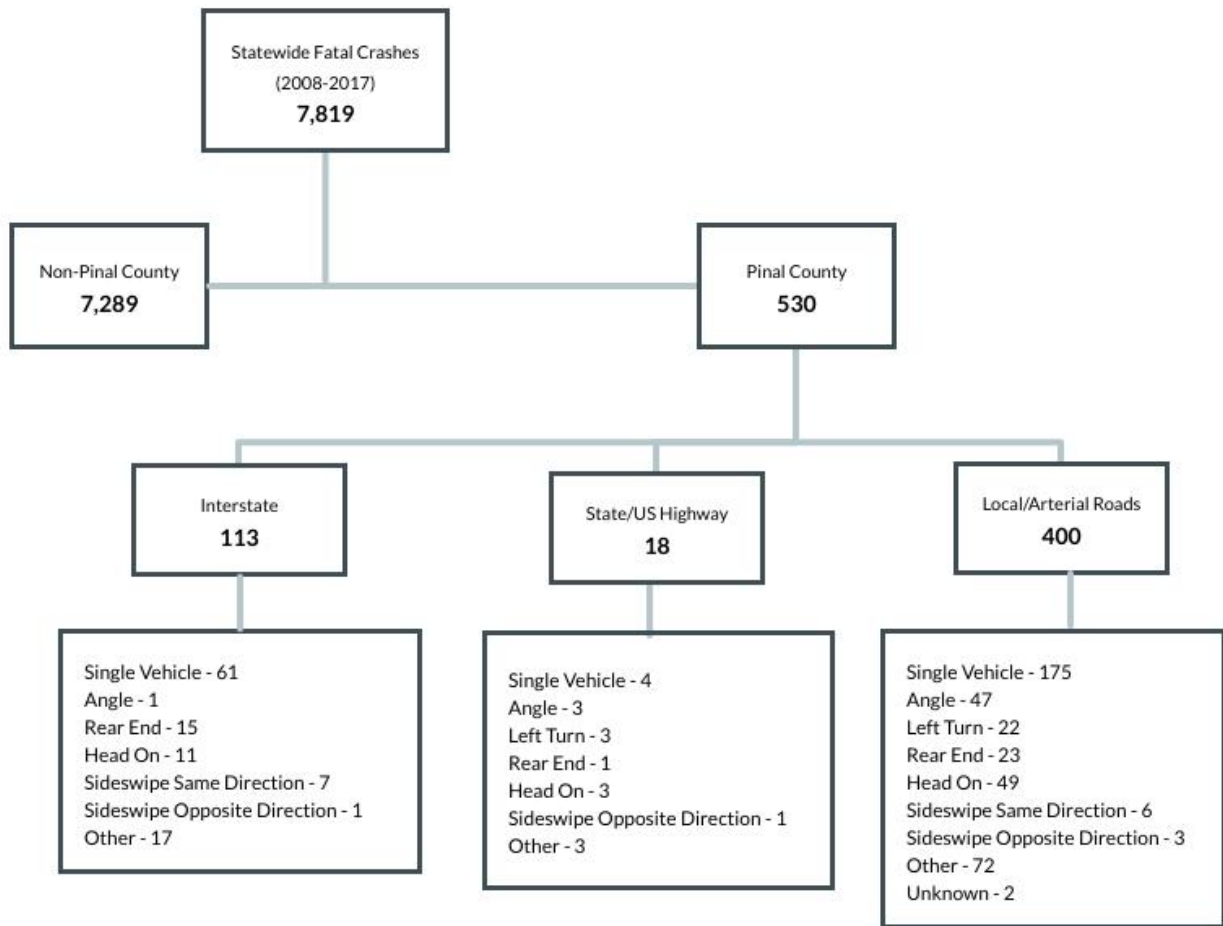 Statewide Fatal Crashes
(2008-2017)
7,819
Non-Pinal County
7,289
Pinal County
530
Interstate
113
State/US Highway
18
Local/Arterial Roads
400
Single Vehicle - 61
Angle - 1
Rear End - 15
Head On - 11
Sideswipe Same Direction - 7
Sideswipe Opposite Direction - 1
Other - 17
Single Vehicle - 4
Angle - 3
Left Turn - 3
Rear End - 1
Head On - 3
Sideswipe Opposite Direction - 1
Other - 3
Single Vehicle - 175
Angle - 47
Left Turn - 22
Rear End - 23
Head On - 49
Sideswipe Same Direction - 6
Sideswipe Opposite Direction - 3
Other - 72
Unknown - 2